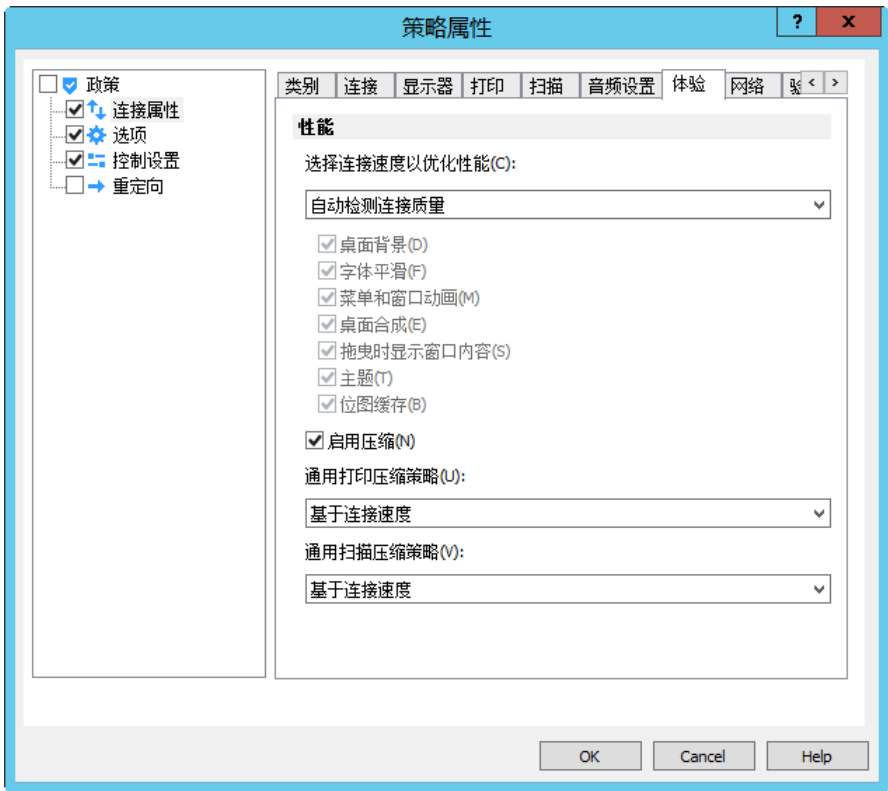 策略属性
?
x
政策
连接属性
选项
控制设置
重定向
类别 连接 显示器 打印 扫描 音频设置 体验 网络
性能
选择连接速度以优化性能(C):
自动检测连接质量
桌面背景(D)
字体平滑(F)
菜单和窗口动画(M)
桌面合成(E)
拖曳时显示窗口内容(S)
主题(T)
位图缓存(B)
启用压缩(N)
通用打印压缩策略(U):
基于连接速度
通用扫描压缩策略(V):
基于连接速度
OK Cancel Help